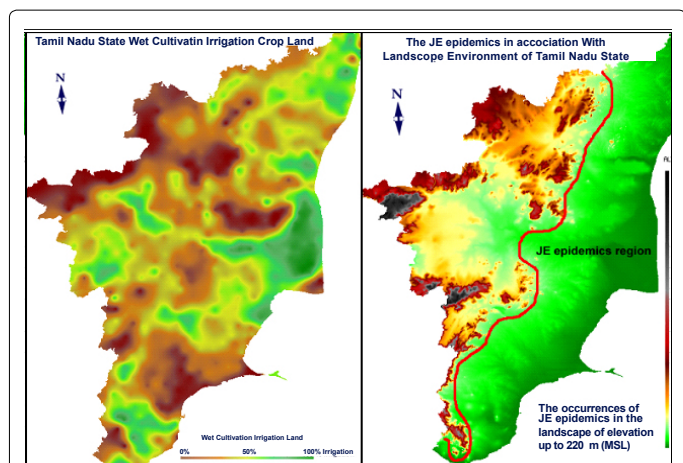 Tamil Nadu State Wet Cultivatin Irrigation Crop Land
N
Wet Cultivation Irrigation Land
0% 50% 100% Irrigation
The JE epidemics in accociation With
Landscope Environment of Tamil Nadu State
N
JE epidemics region
The occurrences of
JE epidemics in the
landscape of elevation
up to 220 m (MSL)